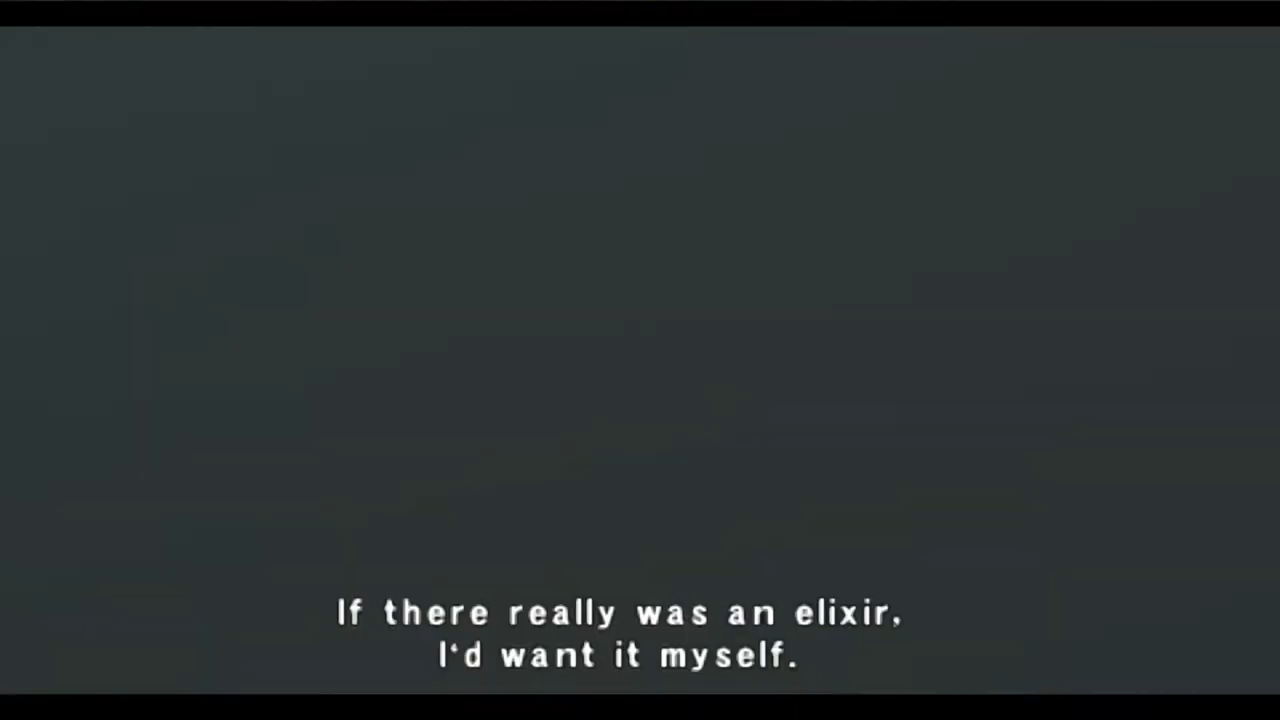 If there really was an elixir,
I‘d want it myself.